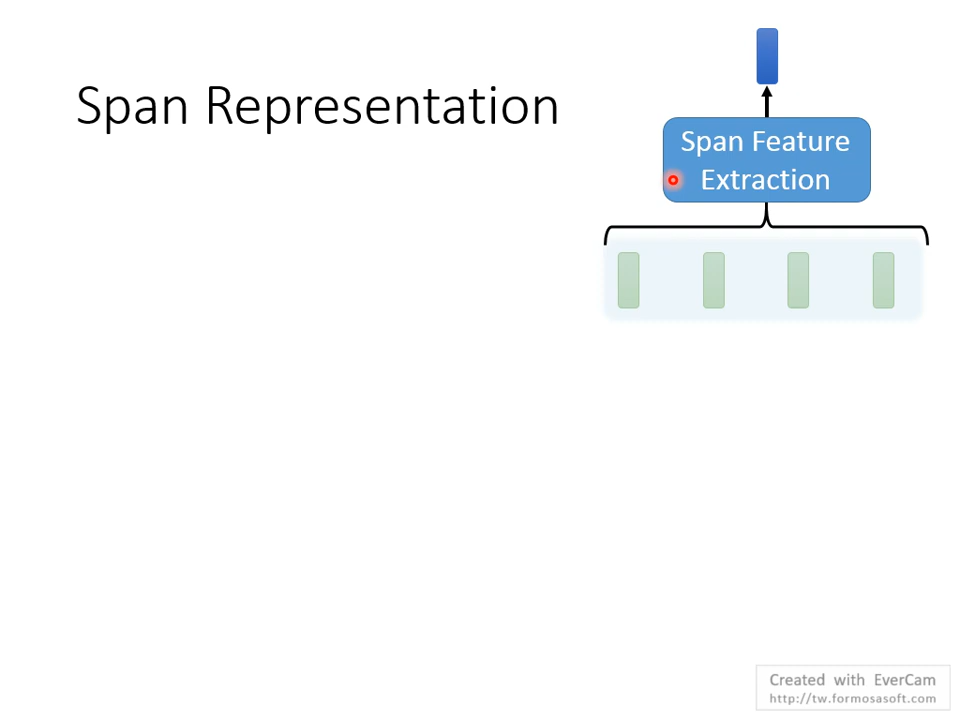 Span Representation
Span Feature
Extraction
Created with EverCam
http://tw.formosasoft.com